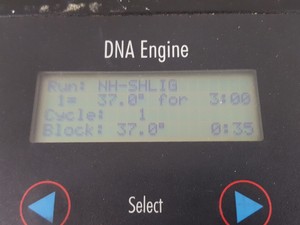 DNA Engine
Run: NH-SHLIG
1= 37.0° for 3:00
Cycle: 1
Block: 37.0° 0:35
Select